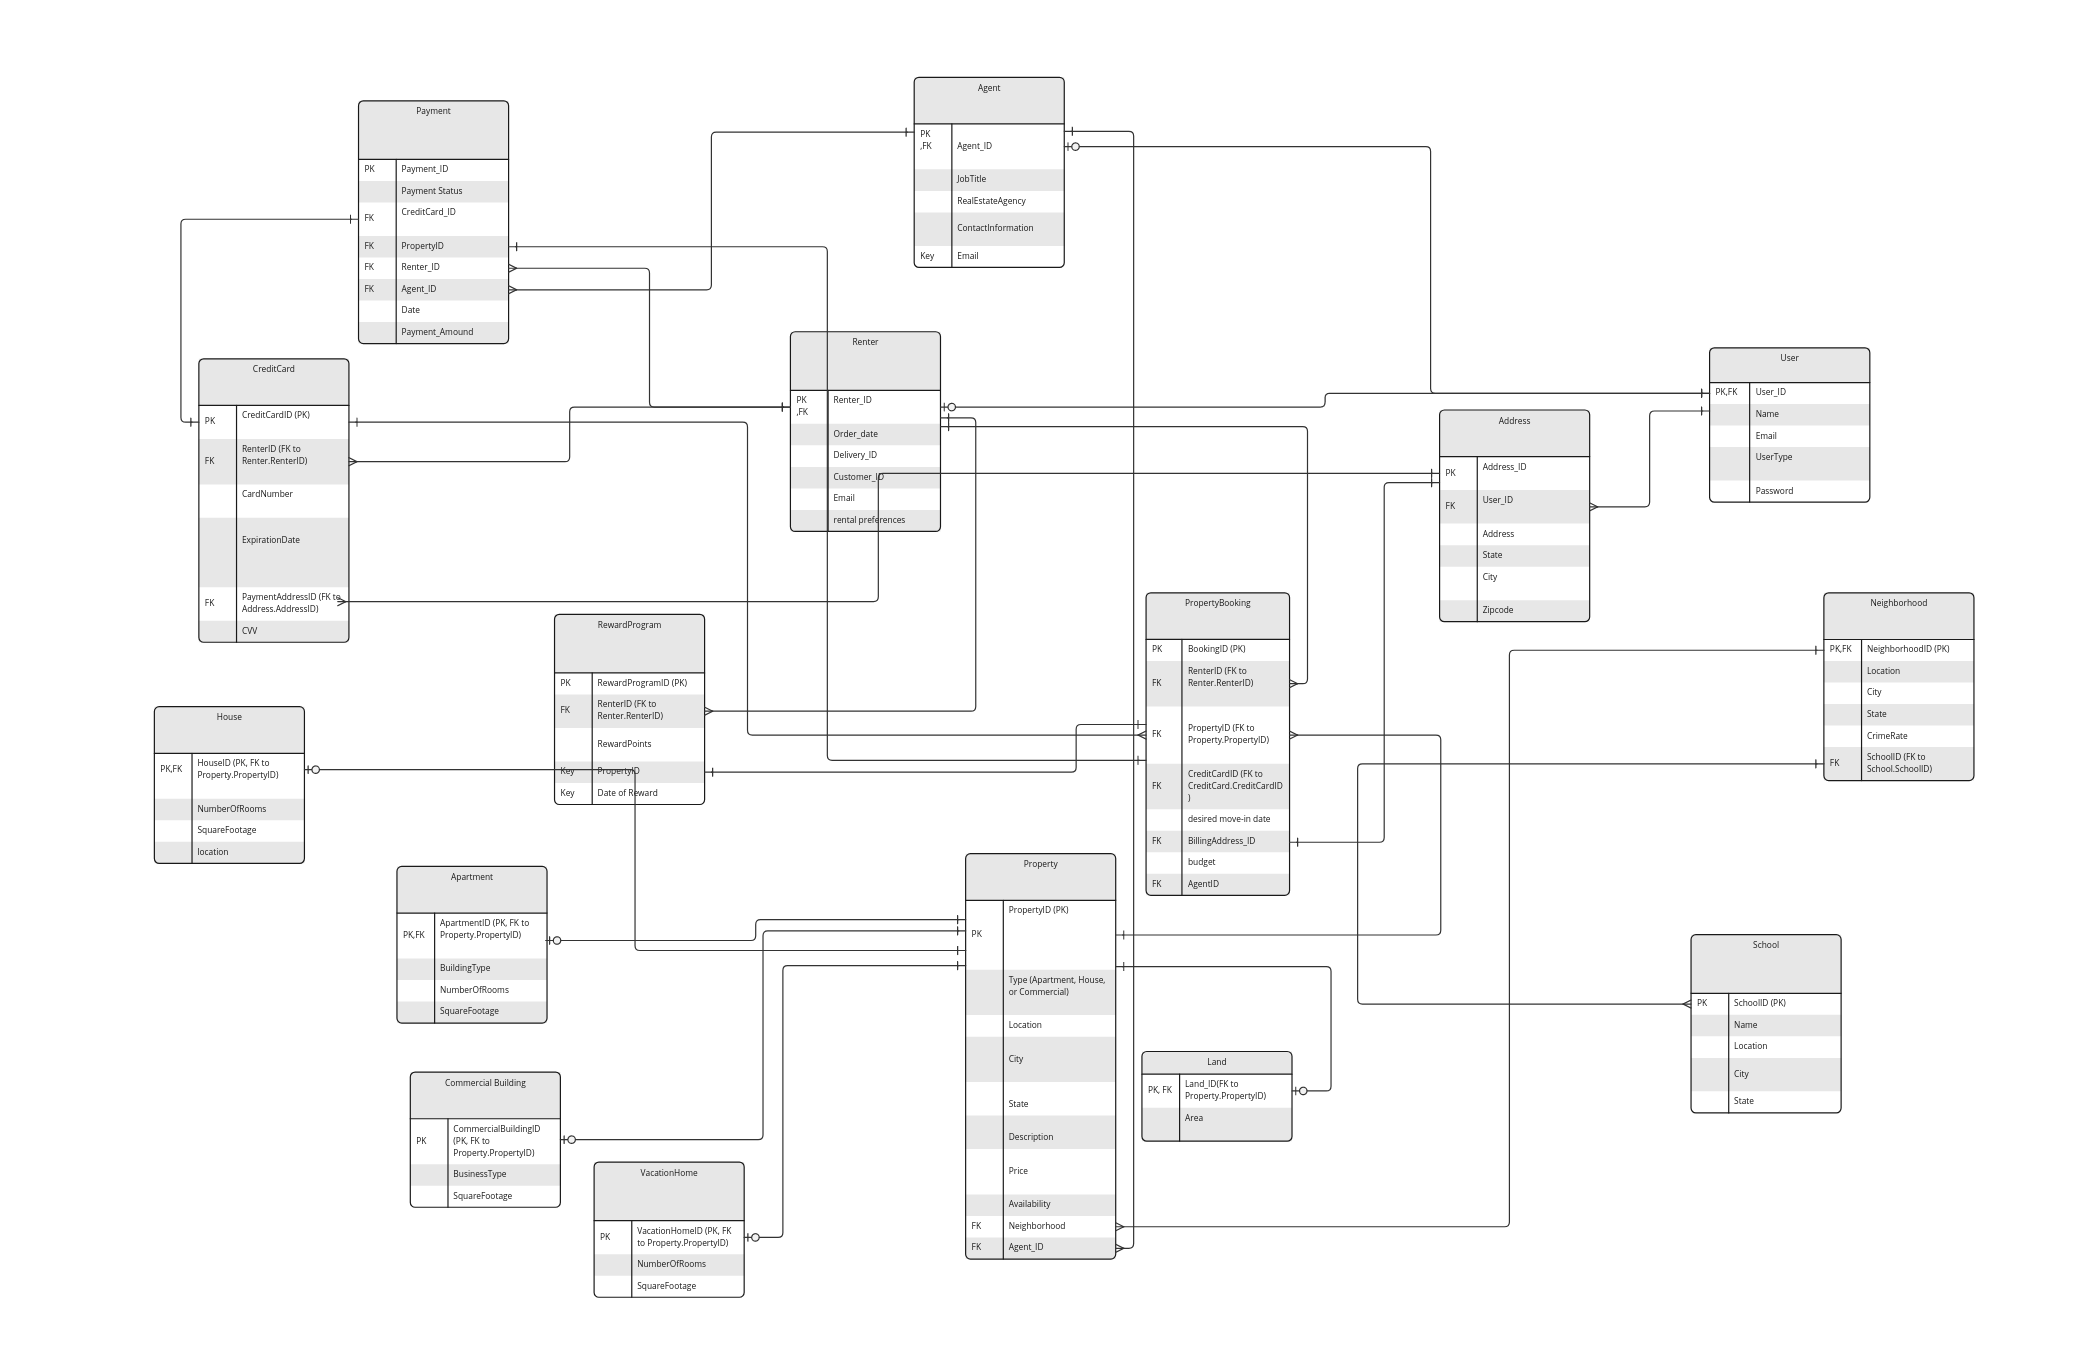 Payment
PK Payment_ID
Payment Status
FK CreditCard_ID
FK PropertyID
FK Renter_ID
FK Agent_ID
Date
Payment_Amound
Agent
PK
,FK Agent_ID
JobTitle
RealEstateAgency
ContactInformation
Key Email
CreditCard
PK CreditCardID (PK)
FK RenterID (FK to
Renter.RenterID)
CardNumber
ExpirationDate
FK PaymentAddressID (FK to
Address.AddressID)
CVV
Renter
PK
,FK Renter_ID
Order_date
Delivery_ID
Customer_ID
Email
rental preferences
User
PK,FK User_ID
Name
Email
UserType
Password
Address
PK Address_ID
FK User_ID
Address
State
City
Zipcode
RewardProgram
PK RewardProgramID (PK)
FK RenterID (FK to
Renter.RenterID)
RewardPoints
Key PropertyID
Key Date of Reward
PropertyBooking
PK BookingID (PK)
FK RenterID (FK to
Renter.RenterID)
FK PropertyID (FK to
Property.PropertyID)
FK CreditCardID (FK to
CreditCard.CreditCardID
)
desired move-in date
FK BillingAddress_ID
budget
FK AgentID
Neighborhood
PK,FK NeighborhoodID (PK)
Location
City
State
CrimeRate
FK SchoolID (FK to
School.SchoolID)
House
PK,FK HouseID (PK, FK to
Property.PropertyID)
NumberOfRooms
SquareFootage
location
Apartment
PK,FK ApartmentID (PK, FK to
Property.PropertyID)
BuildingType
NumberOfRooms
SquareFootage
Property
PK PropertyID (PK)
Type (Apartment, House,
or Commercial)
Location
City
State
Description
Price
Availability
FK Neighborhood
FK Agent_ID
School
PK SchoolID (PK)
Name
Location
City
State
Land
PK, FK Land_ID(FK to
Property.PropertyID)
Area
Commercial Building
PK CommercialBuildingID
(PK, FK to
Property.PropertyID)
BusinessType
SquareFootage
VacationHome
PK VacationHomeID (PK, FK
to Property.PropertyID)
NumberOfRooms
SquareFootage